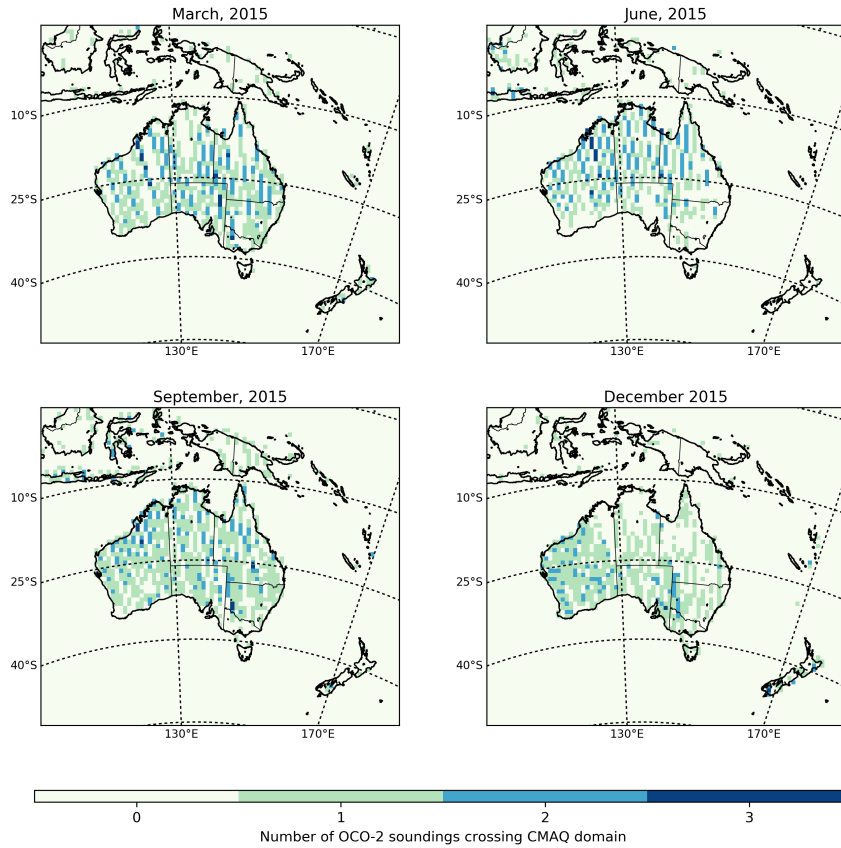 March, 2015
June, 2015
10°S
25°S
40°S
130°E
170°E
10°S
25°S
40°S
130°E
170°E
September, 2015
December 2015
10°S
25°S
40°S
130°E
170°E
10°S
25°S
40°S
130°E
170°E
0
1
2
3
Number of OCO-2 soundings crossing CMAQ domain